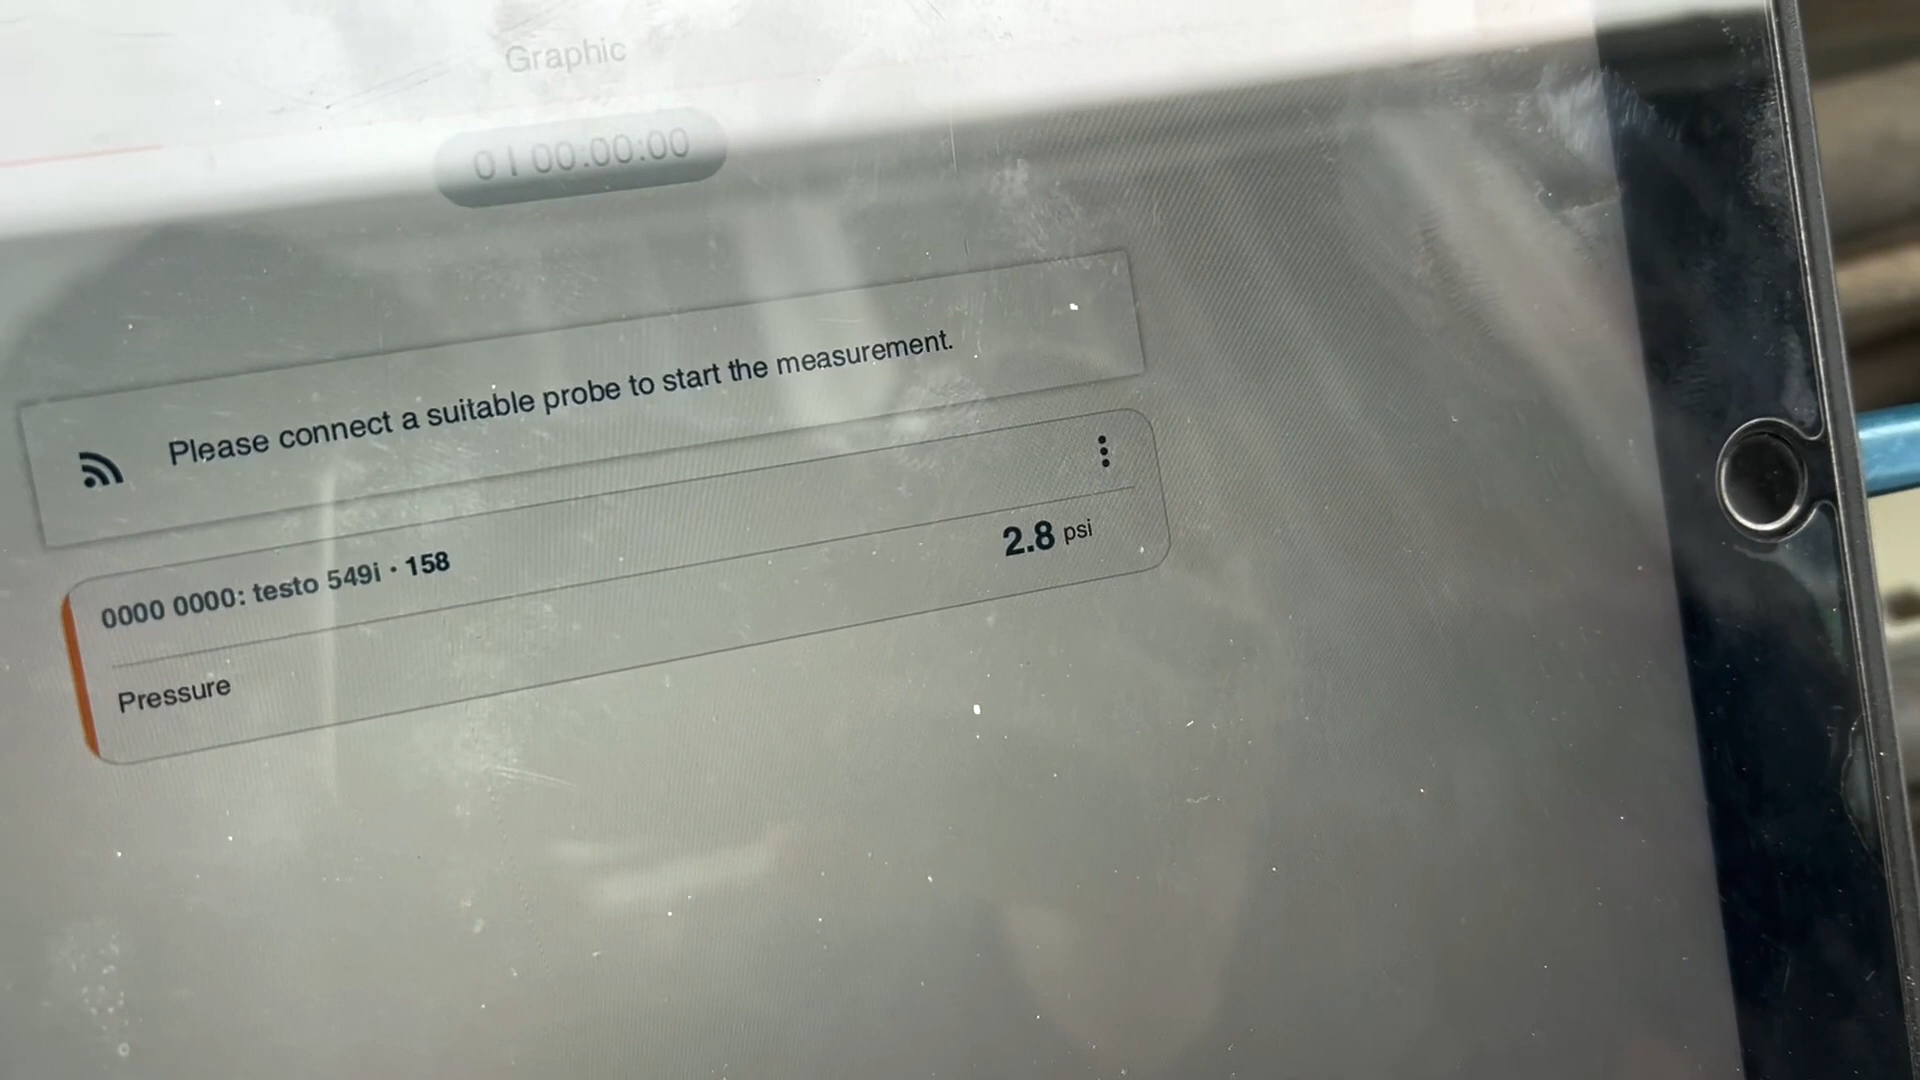 Graphic
0 | 00:00:00
Please connect a suitable probe to start the measurement.
0000 0000: testo 549i · 158
Pressure 2.8 psi